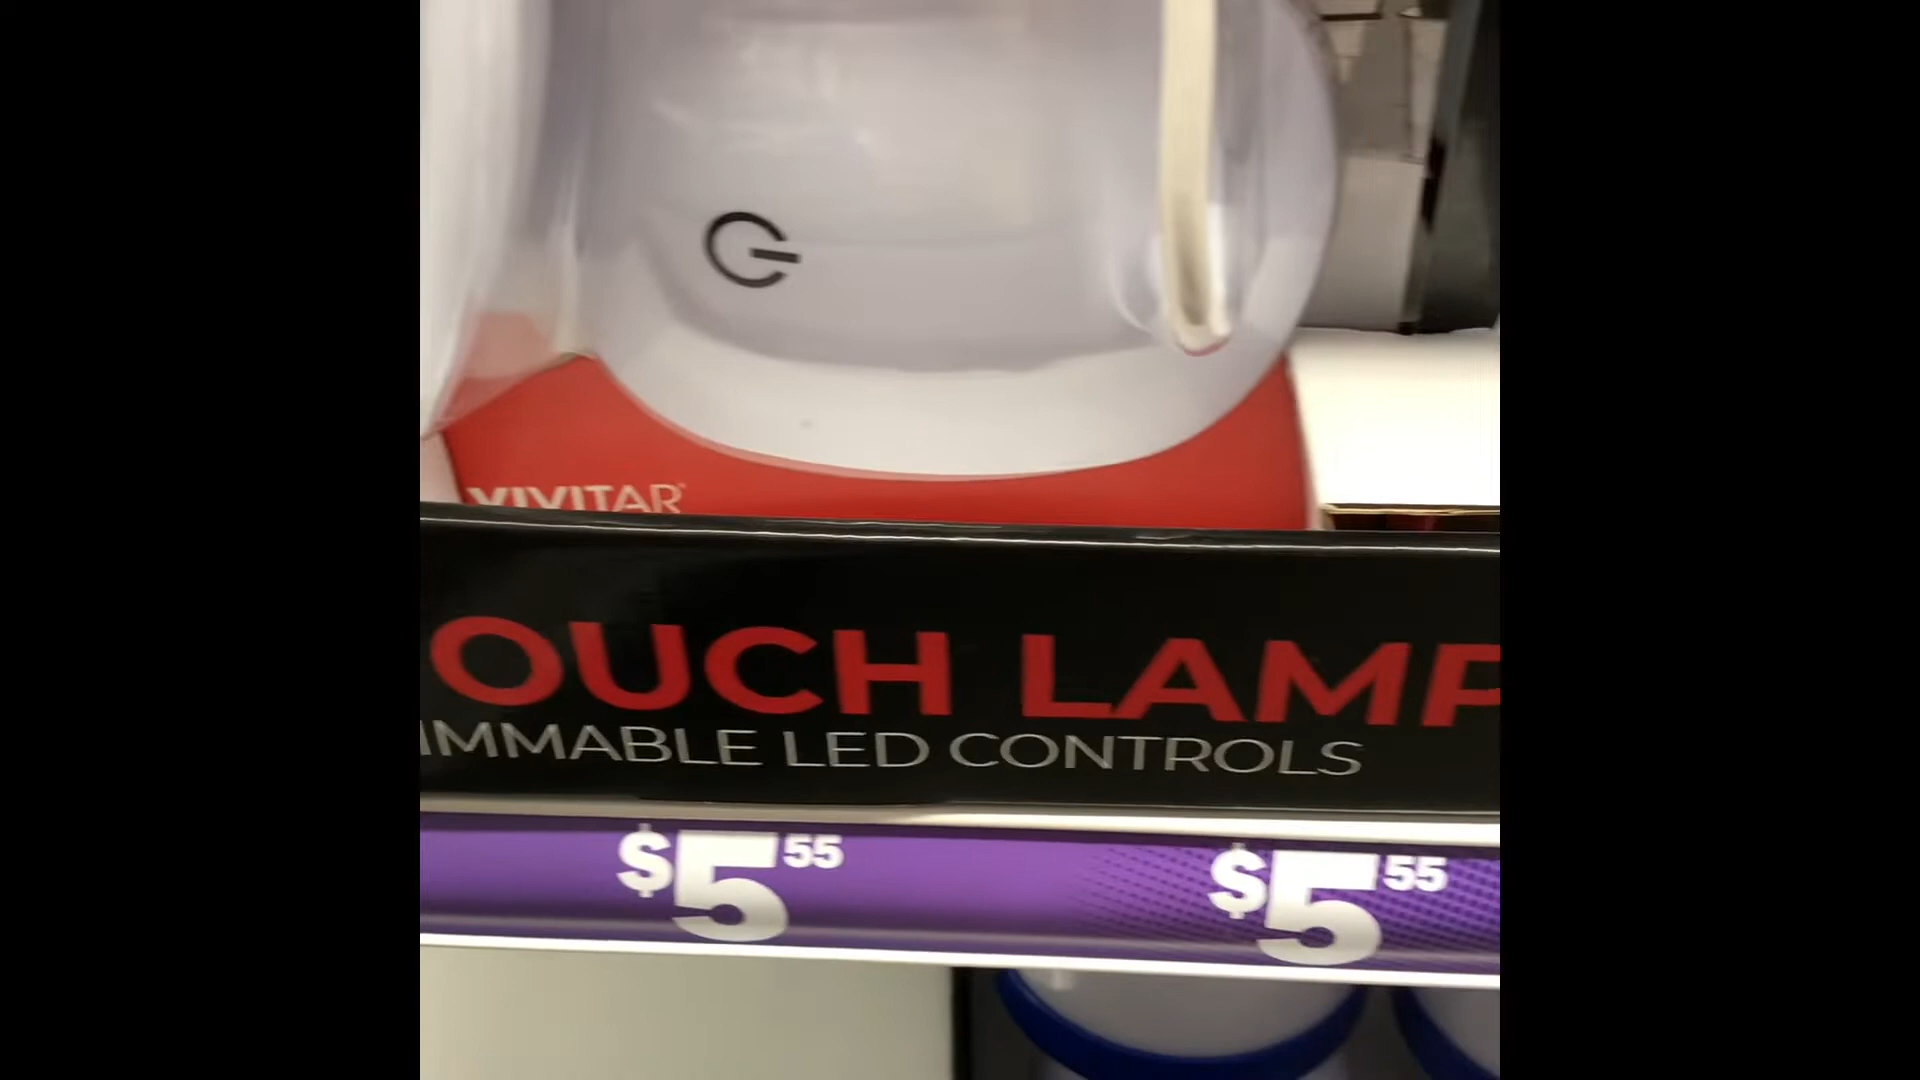 VIVITAR
OUCH LAMP
IMMABLE LED CONTROLS
$5 55 $5 55